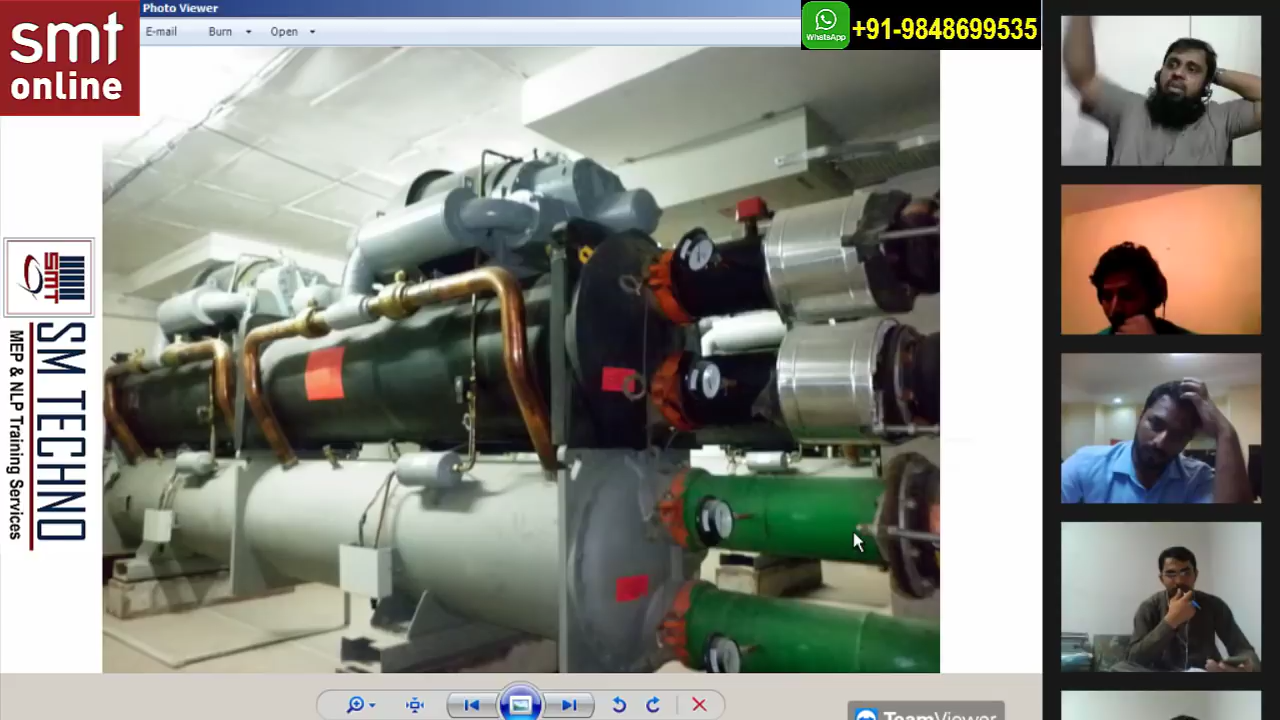 smt
online
Photo Viewer
E-mail Burn Open
WhatsApp
+91-9848699535
SMT
SM TECHNO
MEP & NLP Training Services
TeamViewer